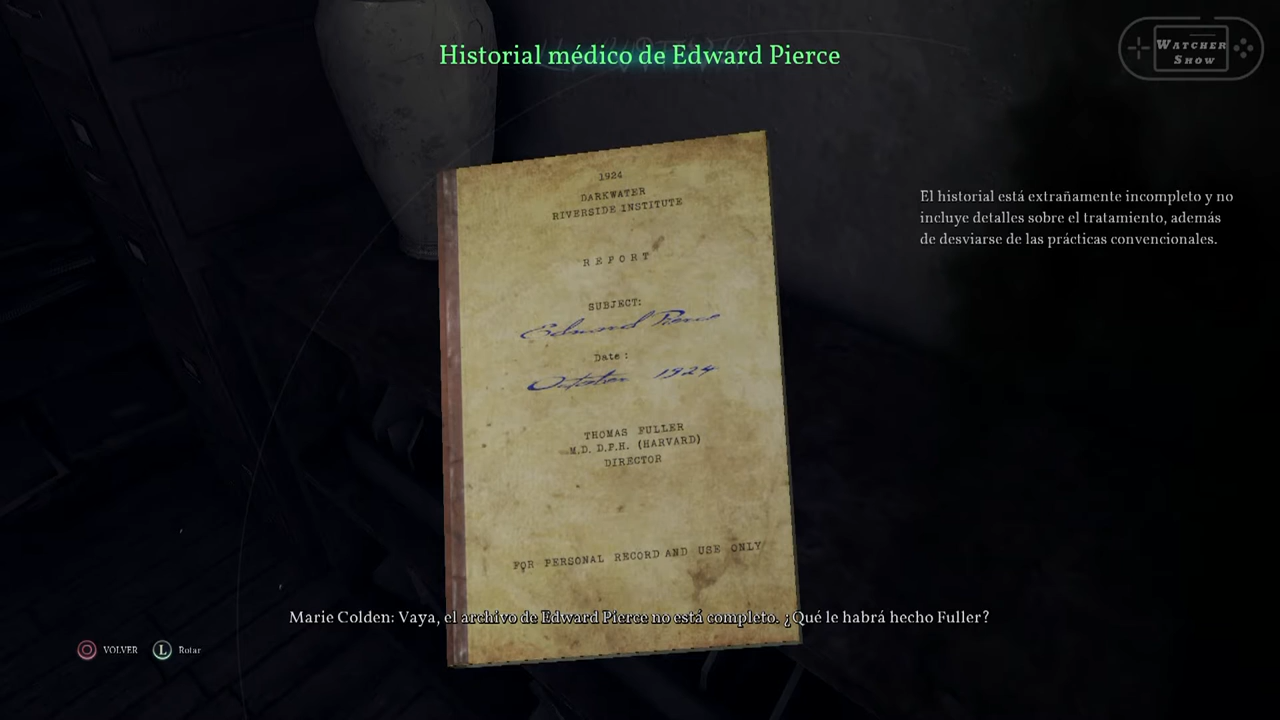 Historial médico de Edward Pierce
WATCHER
SHOW
El historial está extrañamente incompleto y no
incluye detalles sobre el tratamiento, además
de desviarse de las prácticas convencionales.
1924
DARKWATER
RIVERSIDE INSTITUTE
REPORT
SUBJECT:
Edmund Pierce
Date :
October 1924
THOMAS FULLER
M.D. D.P.H. (HARVARD)
DIRECTOR
FOR PERSONAL RECORD AND USE ONLY
Marie Colden: Vaya, el archivo de Edward Pierce no está completo. ¿Qué le habrá hecho Fuller?
VOLVER
L Rotar